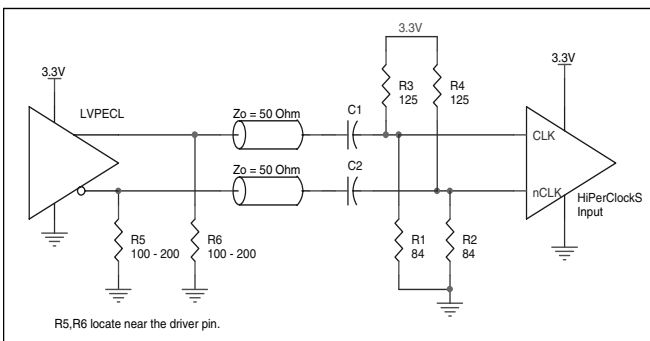 3.3V
3.3V
3.3V
R3
125
R4
125
LVPECL
Zo = 50 Ohm
C1
CLK
Zo = 50 Ohm
C2
nCLK
HiPerClockS
Input
R5
100 - 200
R6
100 - 200
R1
84
R2
84
R5,R6 locate near the driver pin.